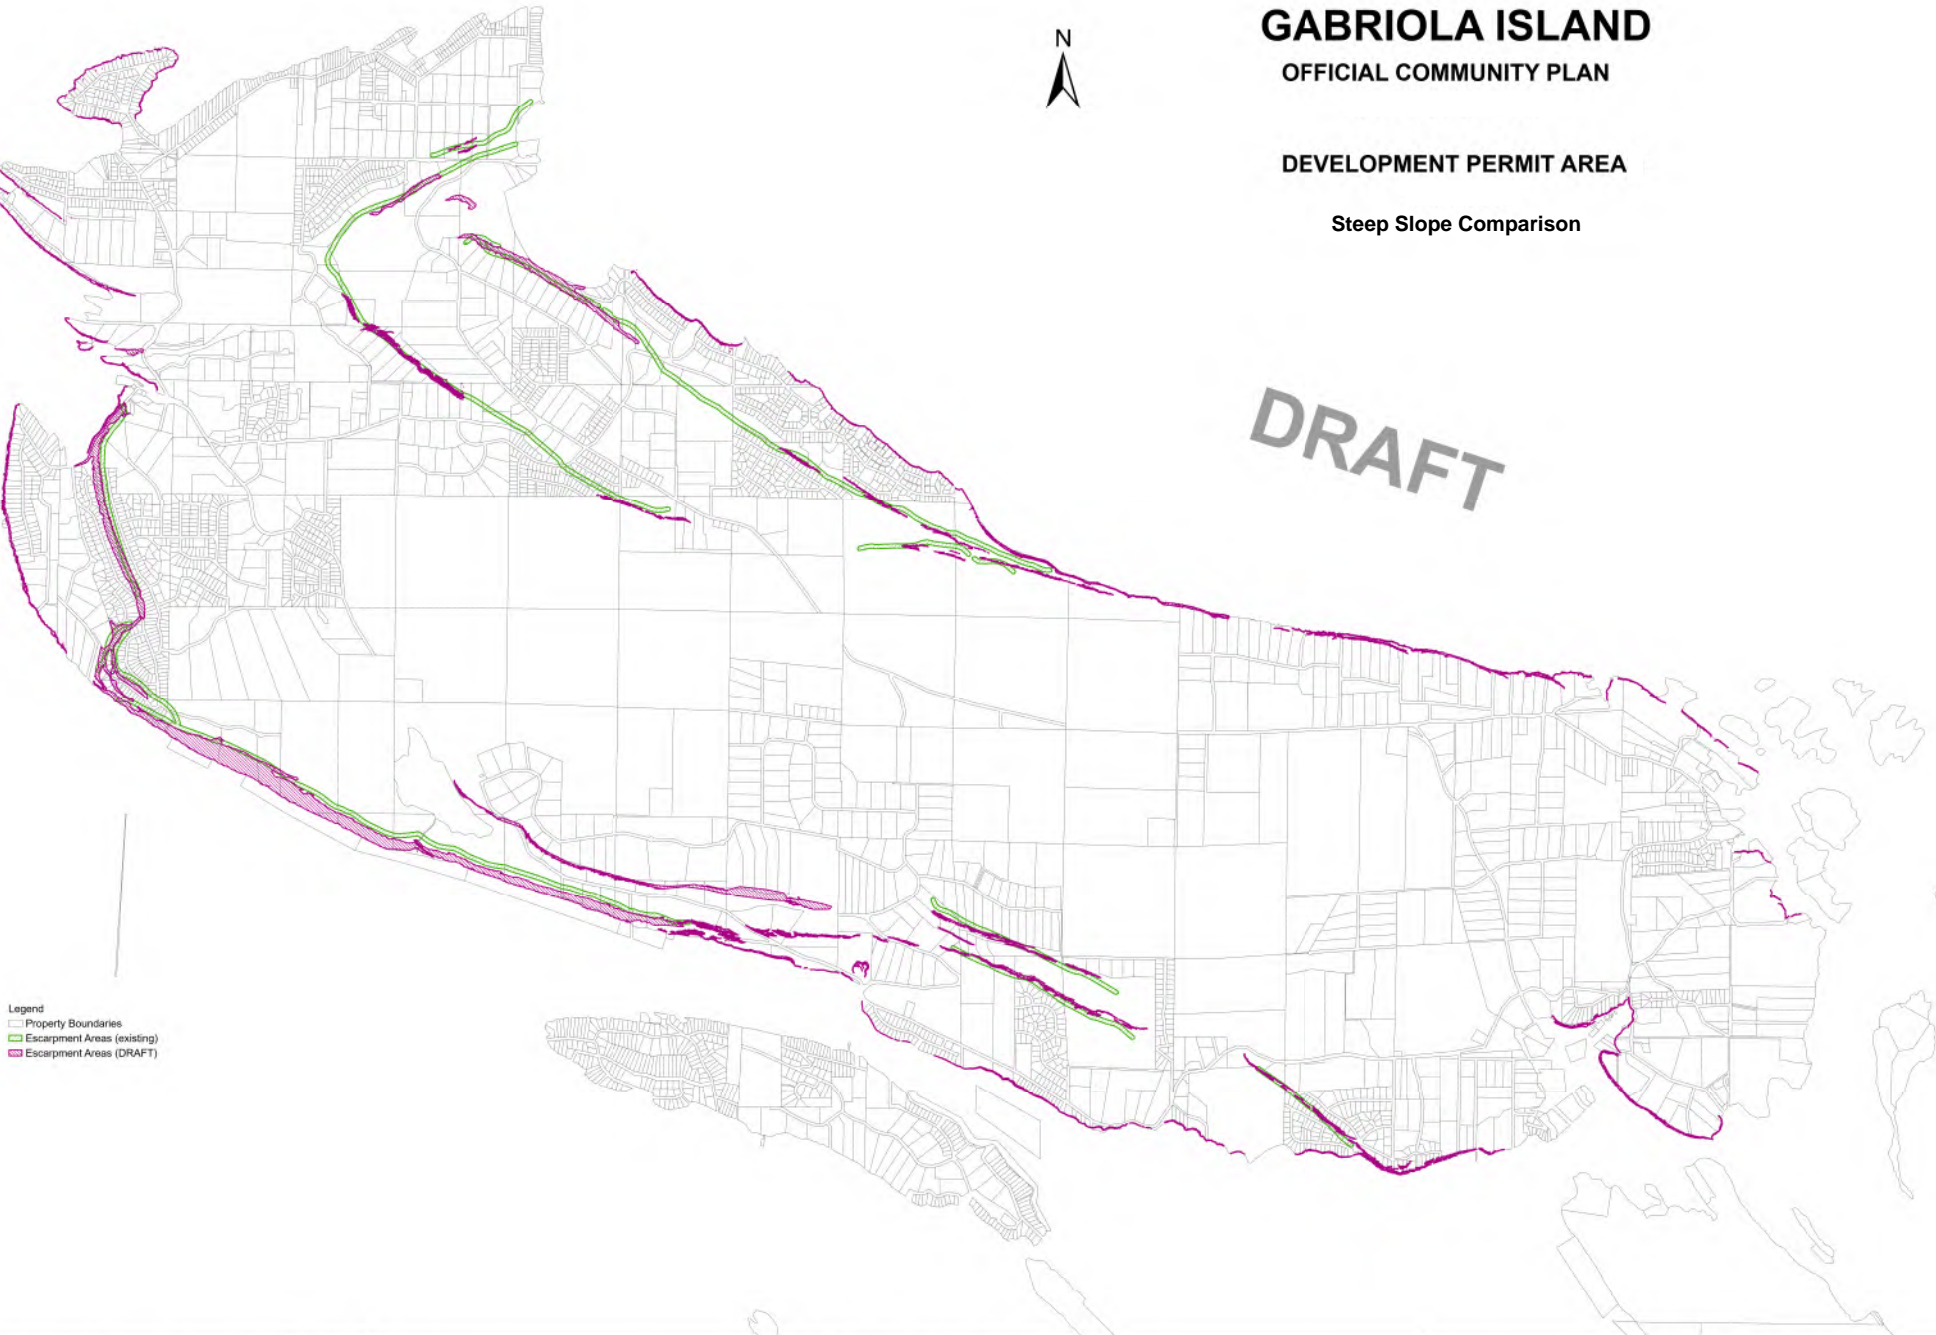 GABRIOLA ISLAND
OFFICIAL COMMUNITY PLAN
N
DEVELOPMENT PERMIT AREA
Steep Slope Comparison
DRAFT
Legend
Property Boundaries
Escarpment Areas (existing)
Escarpment Areas (DRAFT)